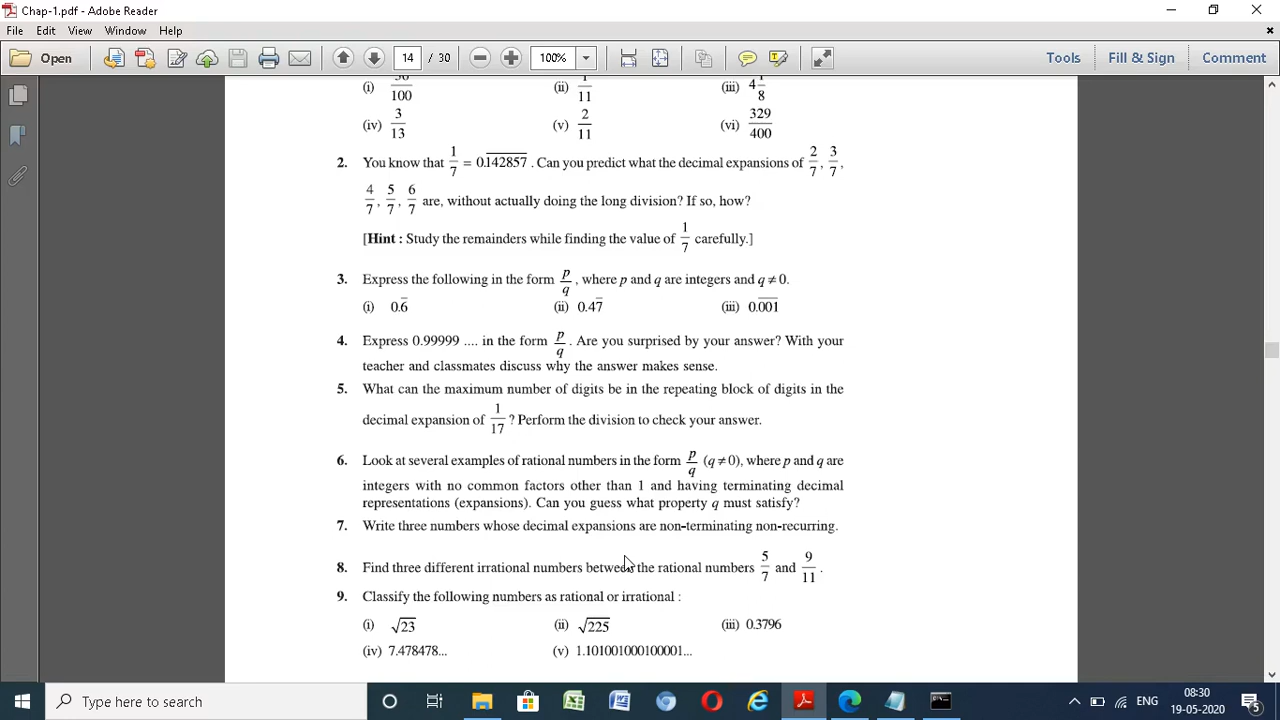 Chap-1.pdf - Adobe Reader
File Edit View Window Help
Open 14 / 30 100% Tools Fill & Sign Comment
(i) 36/100 (ii) 1/11 (iii) 4 1/8
(iv) 3/13 (v) 2/11 (vi) 329/400
2. You know that 1/7 = 0.1̅4̅2̅8̅5̅7̅ . Can you predict what the decimal expansions of 2/7, 3/7,
4/7, 5/7, 6/7 are, without actually doing the long division? If so, how?
[Hint : Study the remainders while finding the value of 1/7 carefully.]
3. Express the following in the form p/q, where p and q are integers and q ≠ 0.
(i) 0.6̅ (ii) 0.47̅ (iii) 0.0̅0̅1̅
4. Express 0.99999 .... in the form p/q. Are you surprised by your answer? With your
teacher and classmates discuss why the answer makes sense.
5. What can the maximum number of digits be in the repeating block of digits in the
decimal expansion of 1/17? Perform the division to check your answer.
6. Look at several examples of rational numbers in the form p/q (q ≠ 0), where p and q are
integers with no common factors other than 1 and having terminating decimal
representations (expansions). Can you guess what property q must satisfy?
7. Write three numbers whose decimal expansions are non-terminating non-recurring.
8. Find three different irrational numbers between the rational numbers 5/7 and 9/11.
9. Classify the following numbers as rational or irrational :
(i) √23 (ii) √225 (iii) 0.3796
(iv) 7.478478... (v) 1.101001000100001...
Type here to search
ENG
08:30
19-05-2020
5